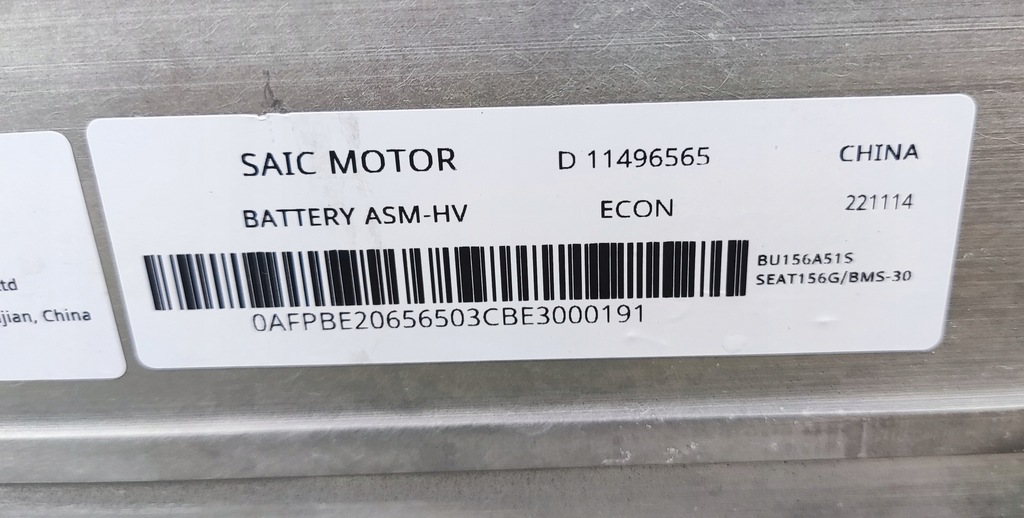 SAIC MOTOR D 11496565 CHINA
BATTERY ASM-HV ECON 221114
BU156A51S
SEAT156G/BMS-30
0AFPBE20656503CBE3000191
td
jian, China